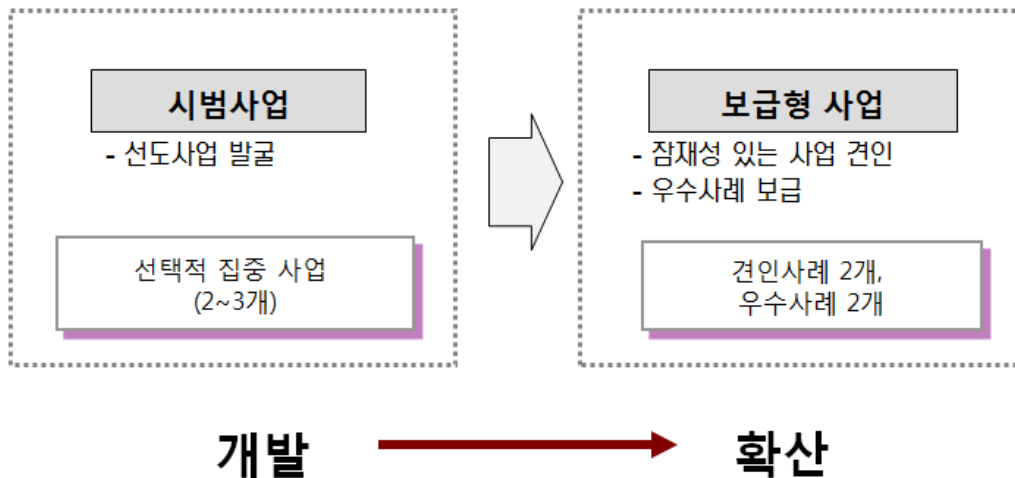 시범사업
- 선도사업 발굴
선택적 집중 사업
(2~3개)
보급형 사업
- 잠재성 있는 사업 견인
- 우수사례 보급
견인사례 2개,
우수사례 2개
개발
확산